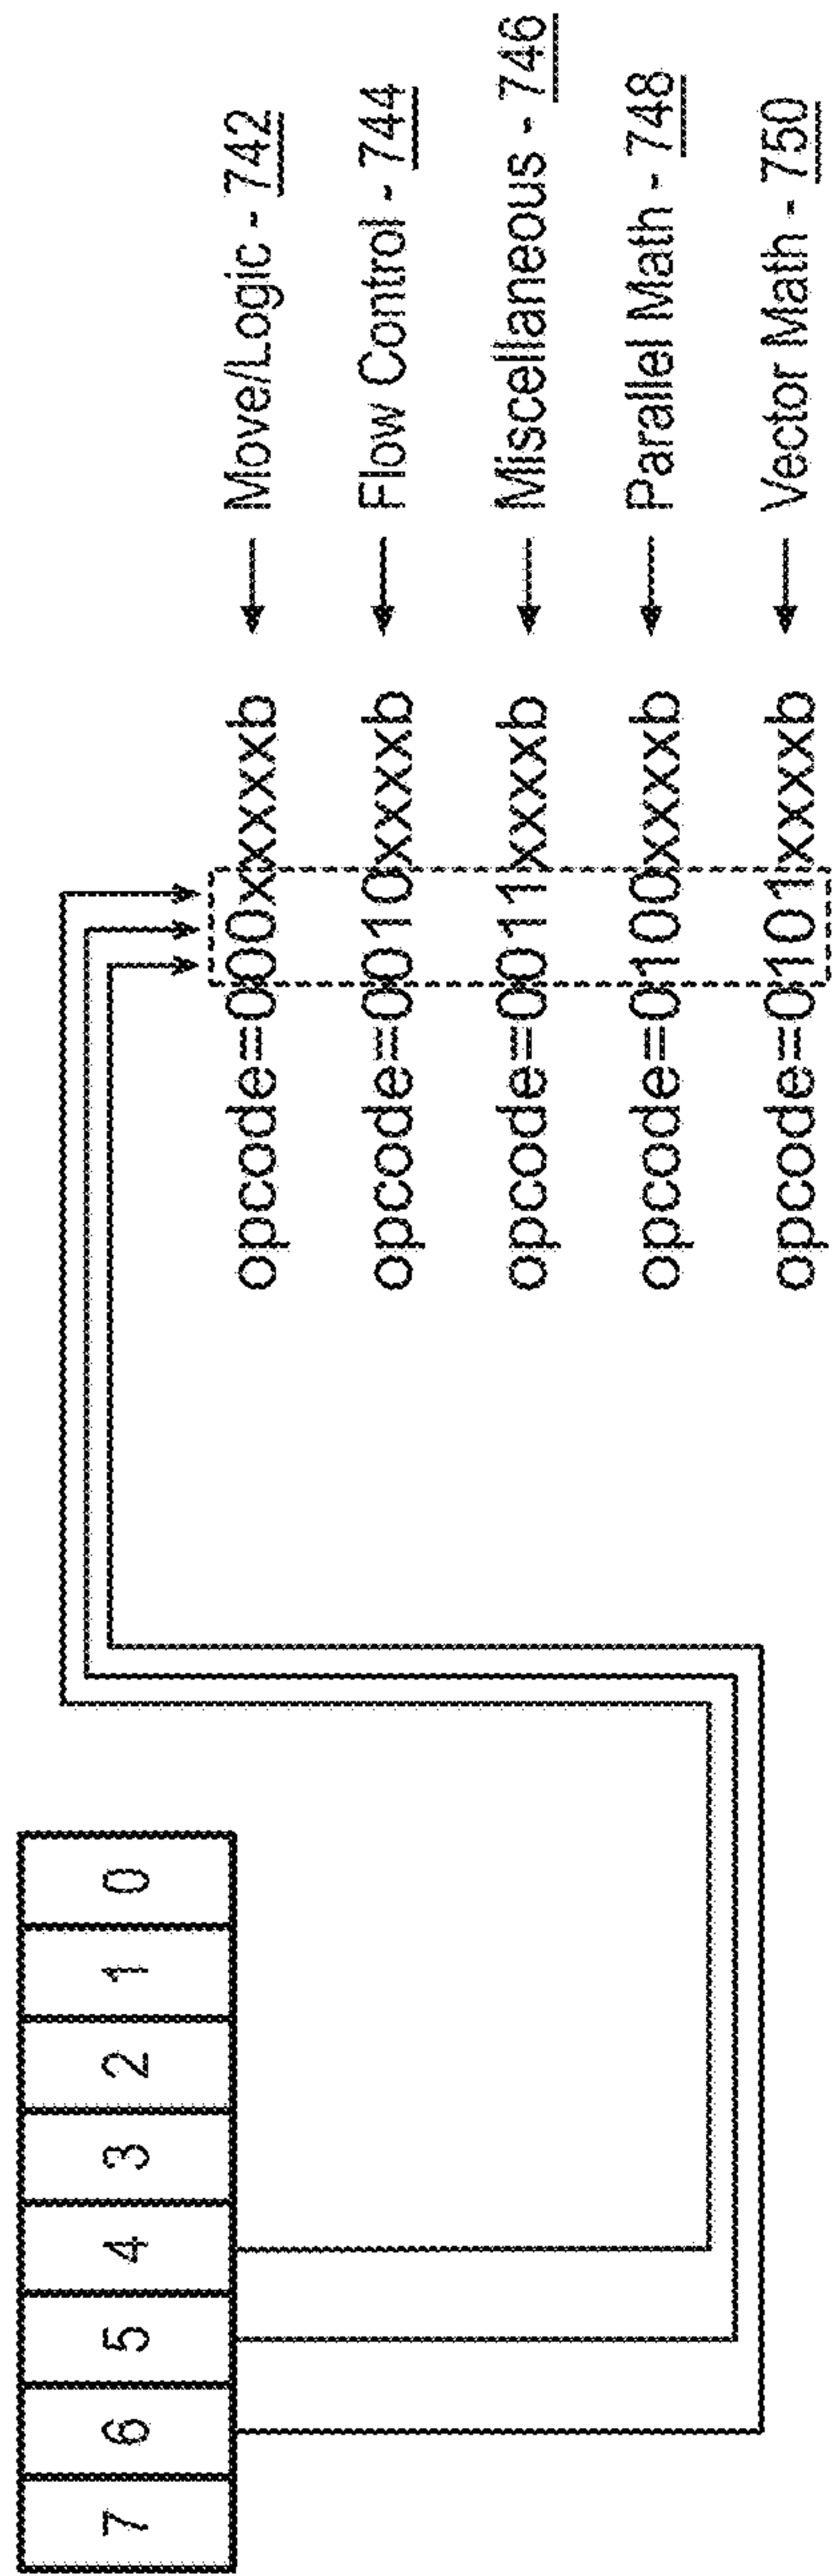 7 6 5 4 3 2 1 0
opcode=000xxxxxb ← Move/Logic - 742
opcode=0010xxxxb ← Flow Control - 744
opcode=0011xxxxb ← Miscellaneous - 746
opcode=0100xxxxb ← Parallel Math - 748
opcode=0101xxxxb ← Vector Math - 750